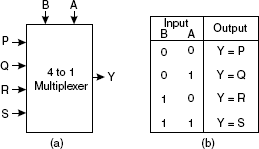 B A
P
Q
R
S
4 to 1
Multiplexer
Y
(a)
Input Output
B A
0 0 Y = P
0 1 Y = Q
1 0 Y = R
1 1 Y = S
(b)